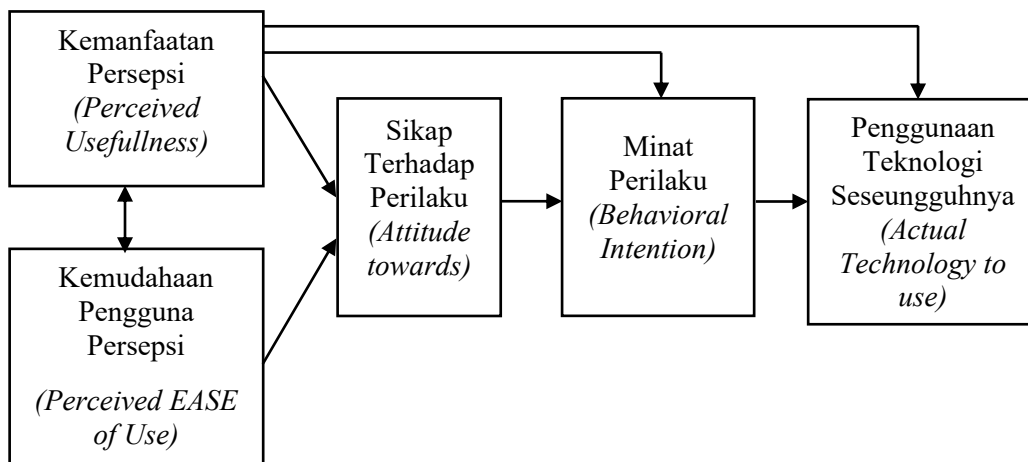 Kemanfaatan
Persepsi
(Perceived
Usefullness)
Kemudahaan
Pengguna
Persepsi
(Perceived EASE
of Use)
Sikap
Terhadap
Perilaku
(Attitude
towards)
Minat
Perilaku
(Behavioral
Intention)
Penggunaan
Teknologi
Seseungguhnya
(Actual
Technology to
use)